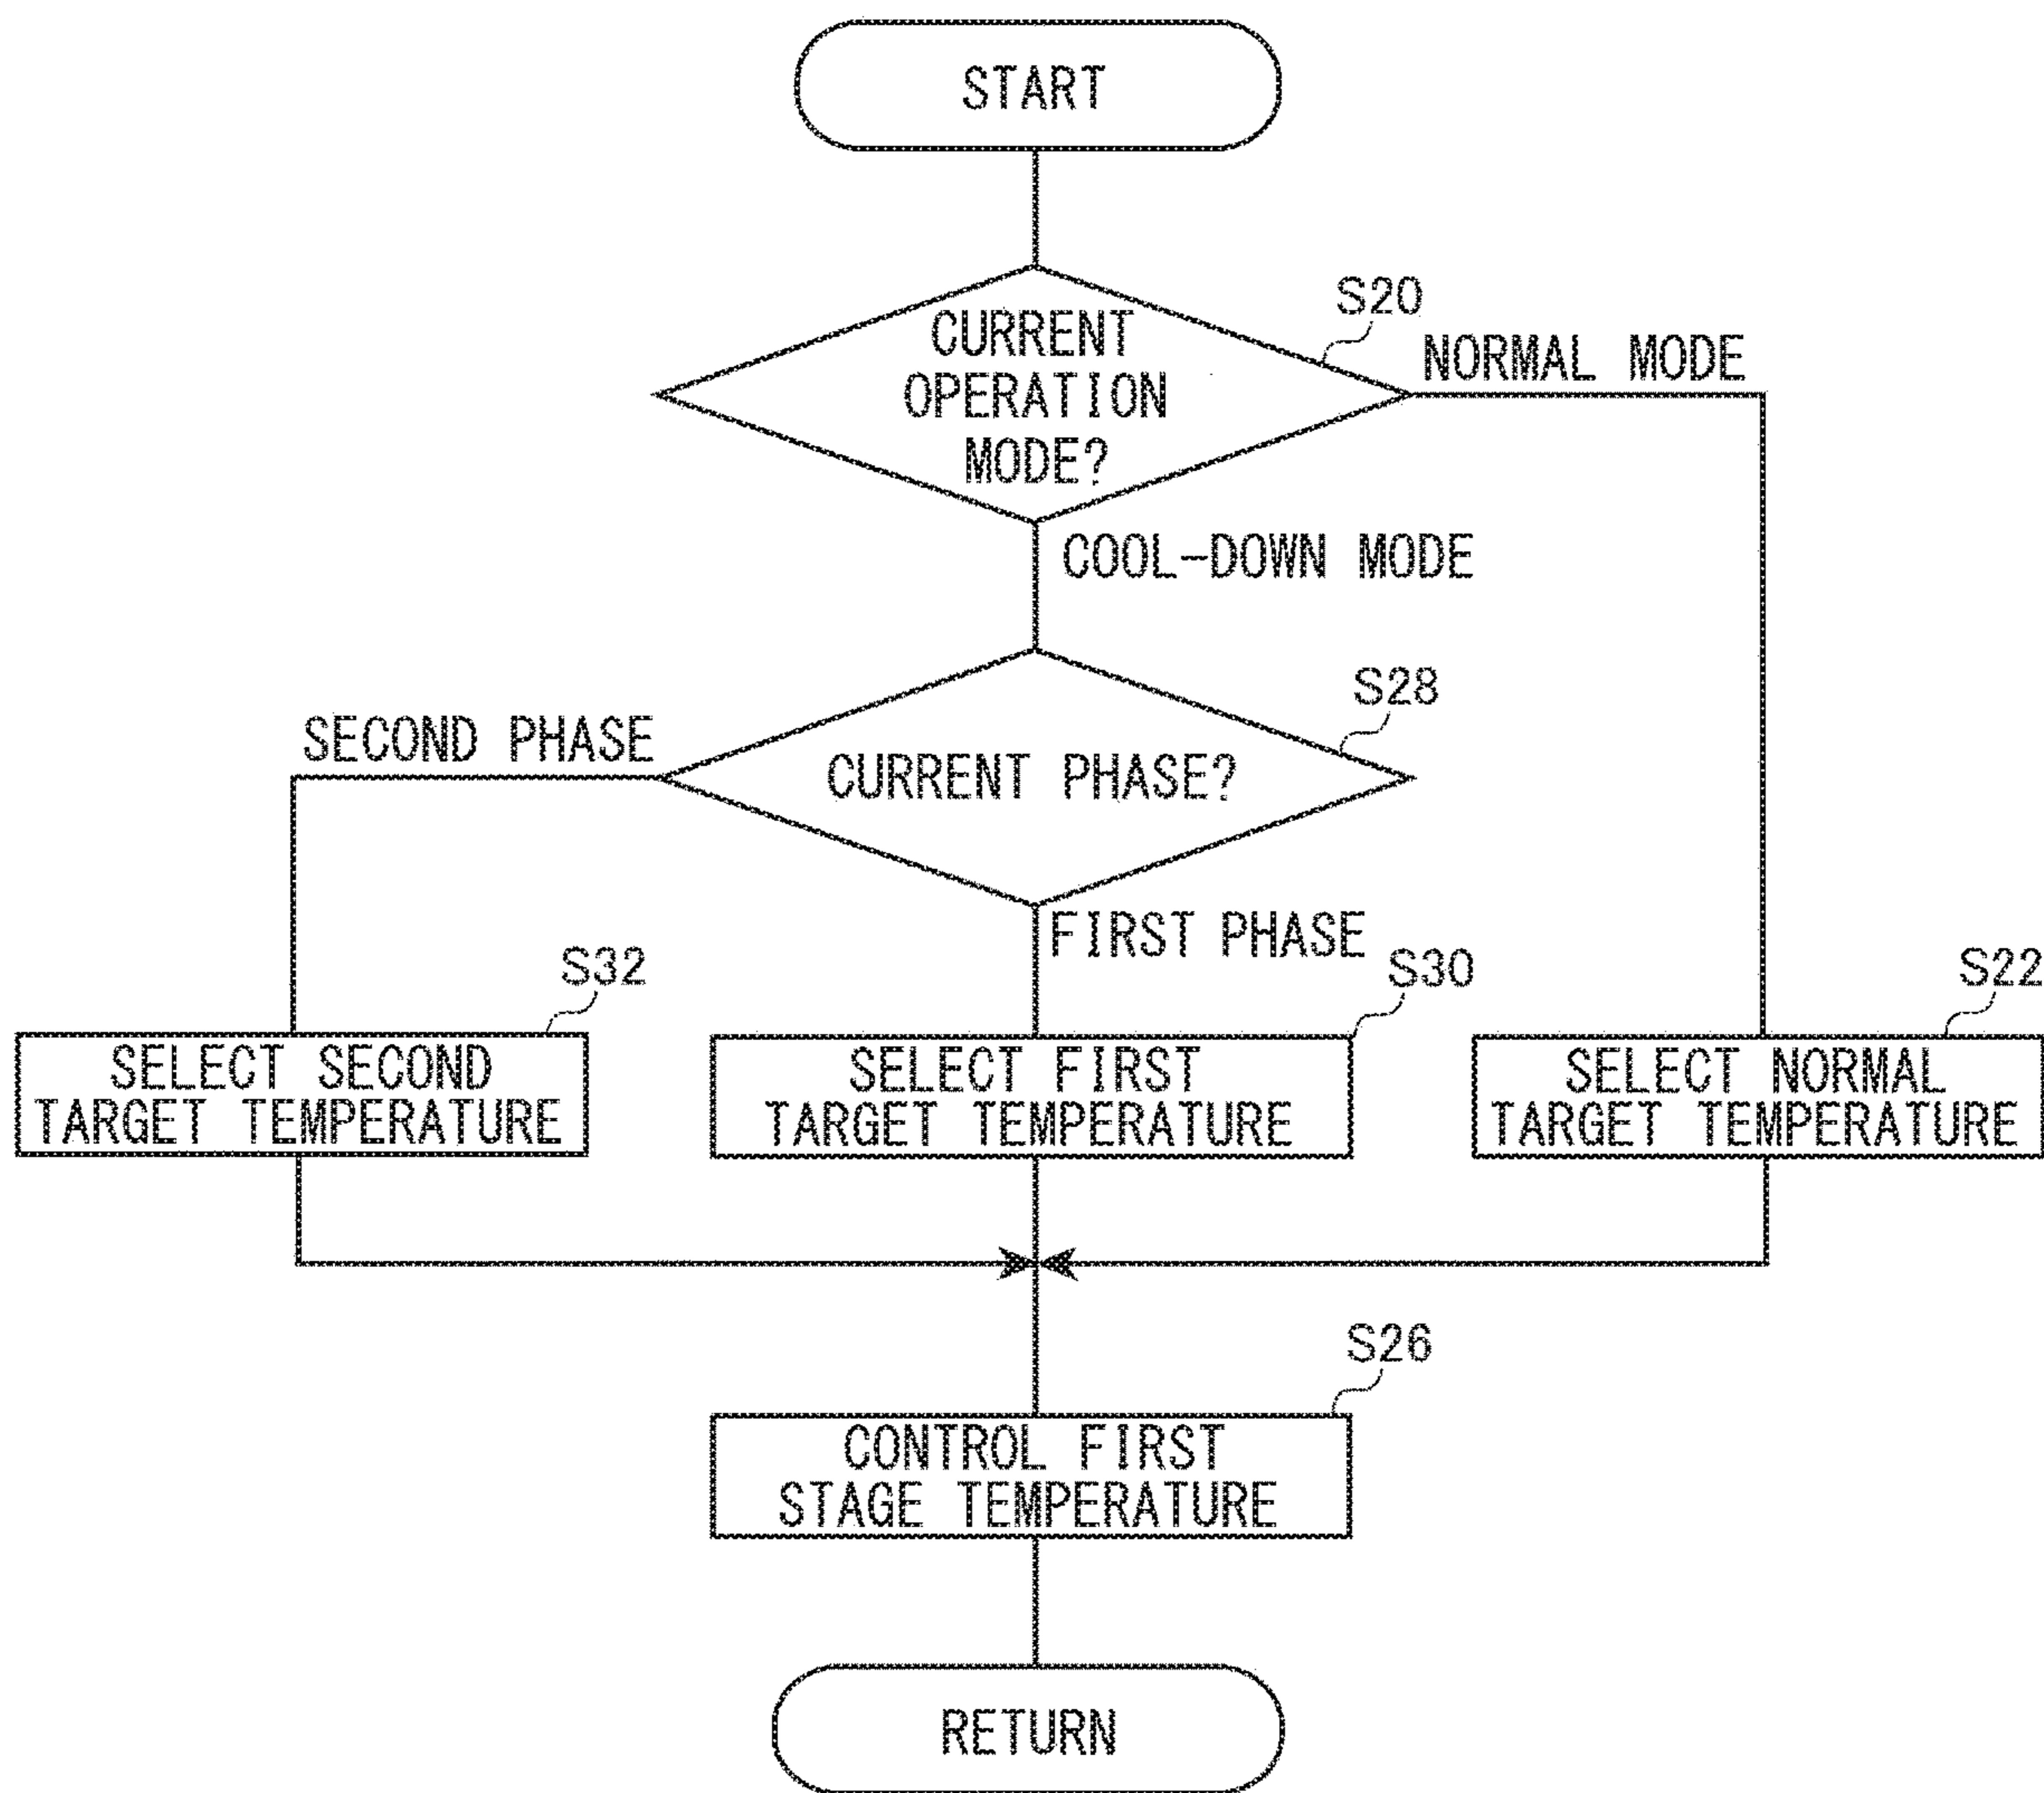 START
S20
CURRENT
OPERATION
MODE?
NORMAL MODE
COOL-DOWN MODE
S28
SECOND PHASE
CURRENT PHASE?
FIRST PHASE
S32
SELECT SECOND
TARGET TEMPERATURE
S30
SELECT FIRST
TARGET TEMPERATURE
S22
SELECT NORMAL
TARGET TEMPERATURE
S26
CONTROL FIRST
STAGE TEMPERATURE
RETURN